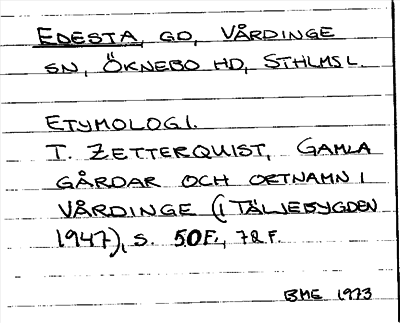 EDESTA, GD, VÅRDINGE
SN, ÖKNEBO HD, STHLMS L.
ETYMOLOGI.
T. ZETTERQUIST, GAMLA
GÅRDAR OCH ORTNAMN I
VÅRDINGE (I TÄLJEBYGDEN
1947), S. 50F., 78F.
BME 1973